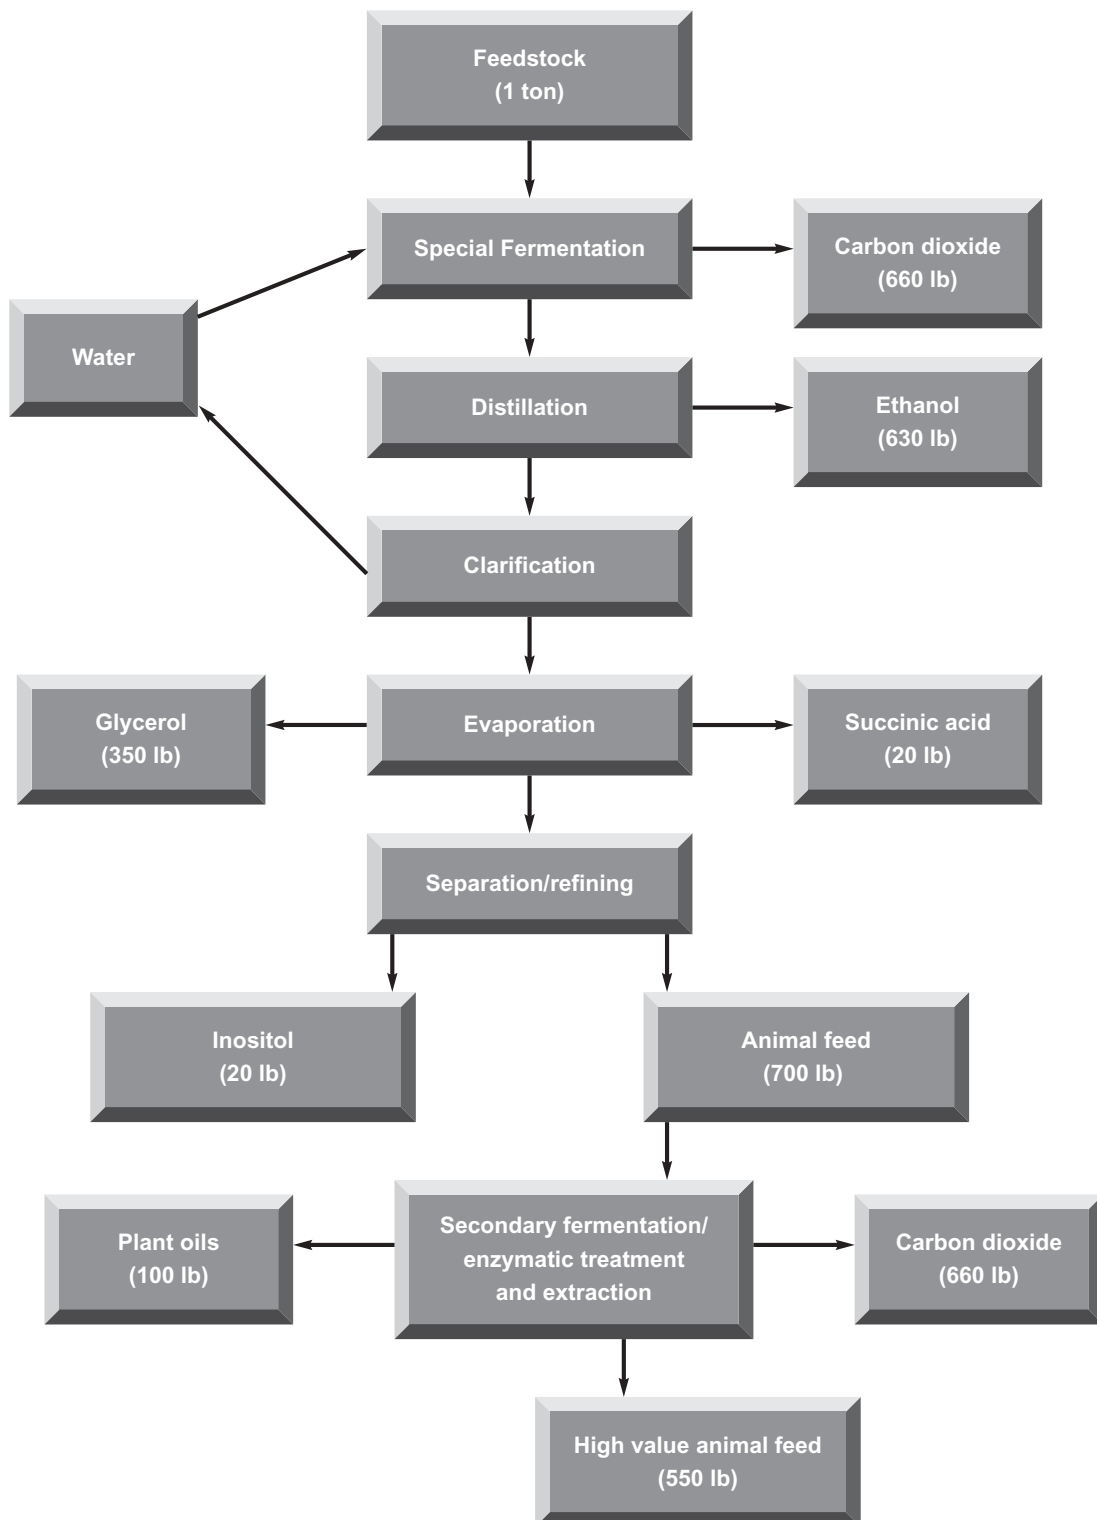 Feedstock
(1 ton)
Special Fermentation
Carbon dioxide
(660 lb)
Water
Distillation
Ethanol
(630 lb)
Clarification
Glycerol
(350 lb)
Evaporation
Succinic acid
(20 lb)
Separation/refining
Inositol
(20 lb)
Animal feed
(700 lb)
Plant oils
(100 lb)
Secondary fermentation/
enzymatic treatment
and extraction
Carbon dioxide
(660 lb)
High value animal feed
(550 lb)